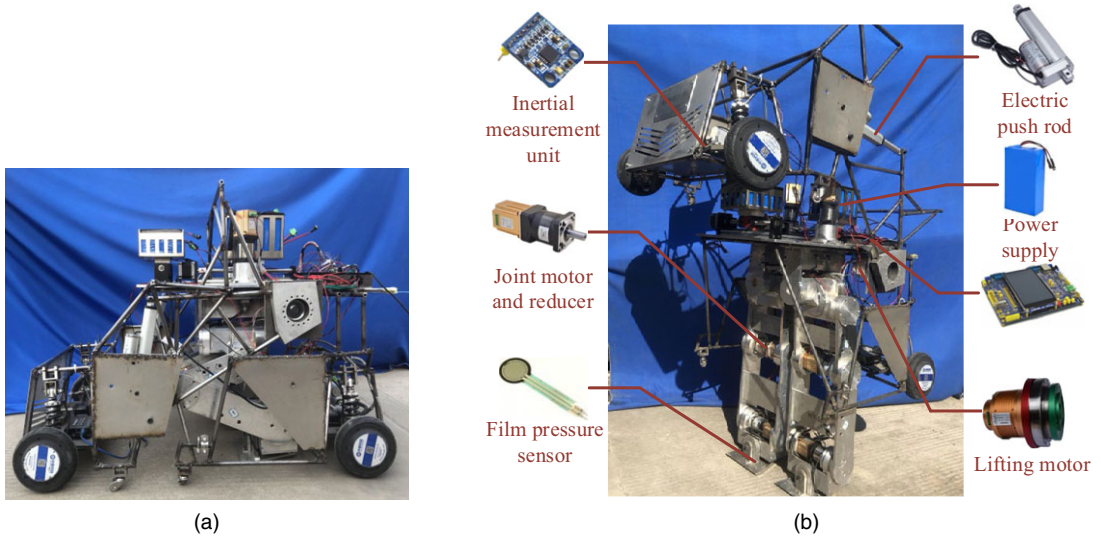 Inertial
measurement
unit
Joint motor
and reducer
Film pressure
sensor
Electric
push rod
Power
supply
Lifting motor
(a)
(b)